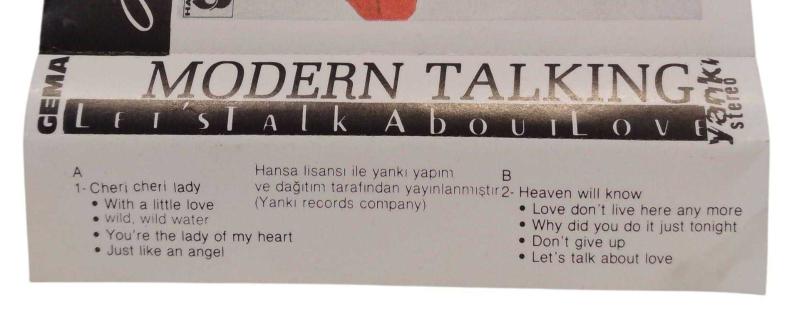 GEMA
MODERN TALKING
LET'S TALK ABOUT LOVE
yankı
stereo
A
1- Cheri cheri lady
• With a little love
• wild, wild water
• You're the lady of my heart
• Just like an angel
Hansa lisansı ile yankı yapım
ve dağıtım tarafından yayınlanmıştır
(Yankı records company)
B
2- Heaven will know
• Love don't live here any more
• Why did you do it just tonight
• Don't give up
• Let's talk about love